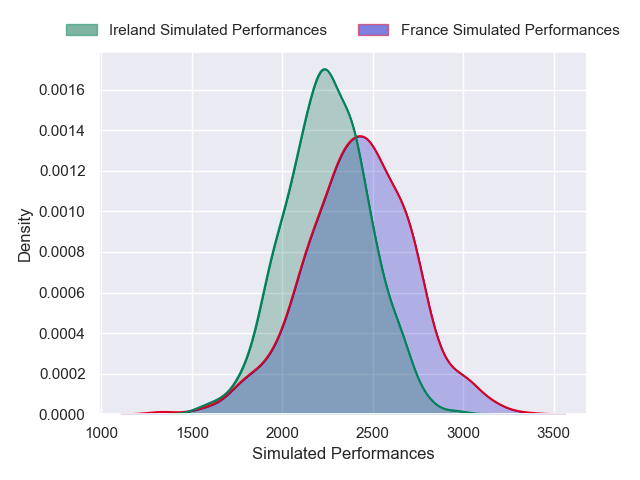 Ireland Simulated Performances
France Simulated Performances
0.0016
0.0014
0.0012
0.0010
0.0008
0.0006
0.0004
0.0002
0.0000
Density
1000 1500 2000 2500 3000 3500
Simulated Performances